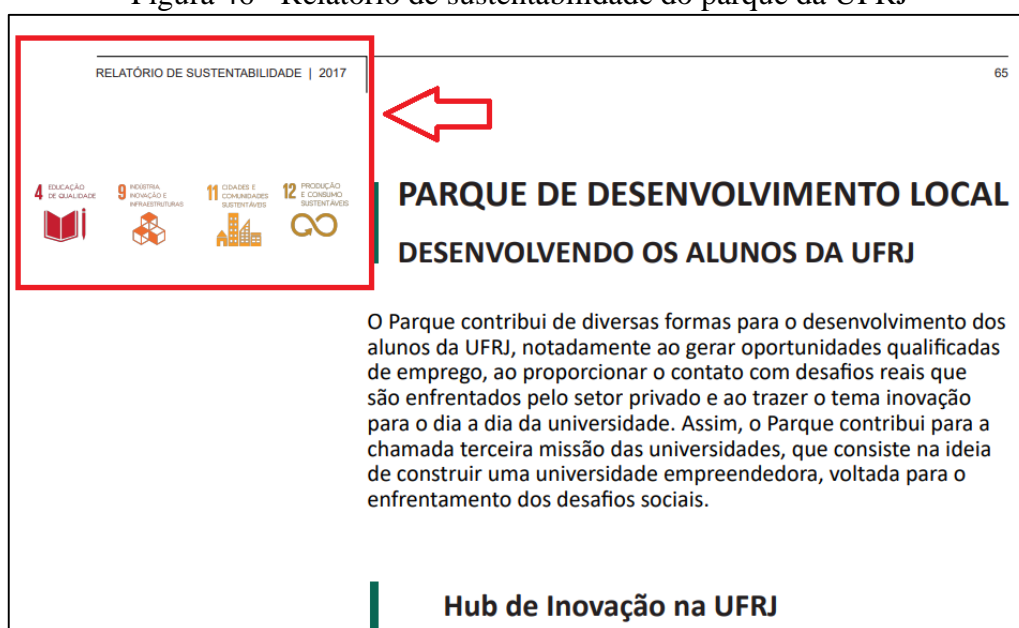 Figura 48 - Relatório de sustentabilidade do parque da UFRJ
RELATÓRIO DE SUSTENTABILIDADE | 2017
65
4 EDUCAÇÃO
DE QUALIDADE
9 INDÚSTRIA
INOVAÇÃO E
INFRAESTRUTURAS
11 CIDADES E
COMUNIDADES
SUSTENTÁVEIS
12 PRODUÇÃO
E CONSUMO
SUSTENTÁVEIS
PARQUE DE DESENVOLVIMENTO LOCAL
DESENVOLVENDO OS ALUNOS DA UFRJ
O Parque contribui de diversas formas para o desenvolvimento dos
alunos da UFRJ, notadamente ao gerar oportunidades qualificadas
de emprego, ao proporcionar o contato com desafios reais que
são enfrentados pelo setor privado e ao trazer o tema inovação
para o dia a dia da universidade. Assim, o Parque contribui para a
chamada terceira missão das universidades, que consiste na ideia
de construir uma universidade empreendedora, voltada para o
enfrentamento dos desafios sociais.
Hub de Inovação na UFRJ